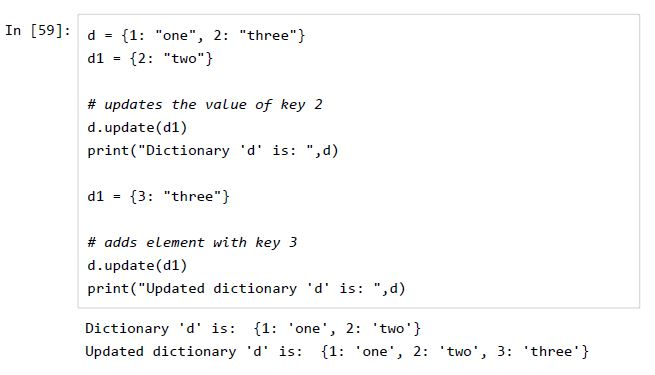 In [59]: d = {1: "one", 2: "three"}
d1 = {2: "two"}
# updates the value of key 2
d.update(d1)
print("Dictionary 'd' is: ",d)
d1 = {3: "three"}
# adds element with key 3
d.update(d1)
print("Updated dictionary 'd' is: ",d)
Dictionary 'd' is:  {1: 'one', 2: 'two'}
Updated dictionary 'd' is:  {1: 'one', 2: 'two', 3: 'three'}